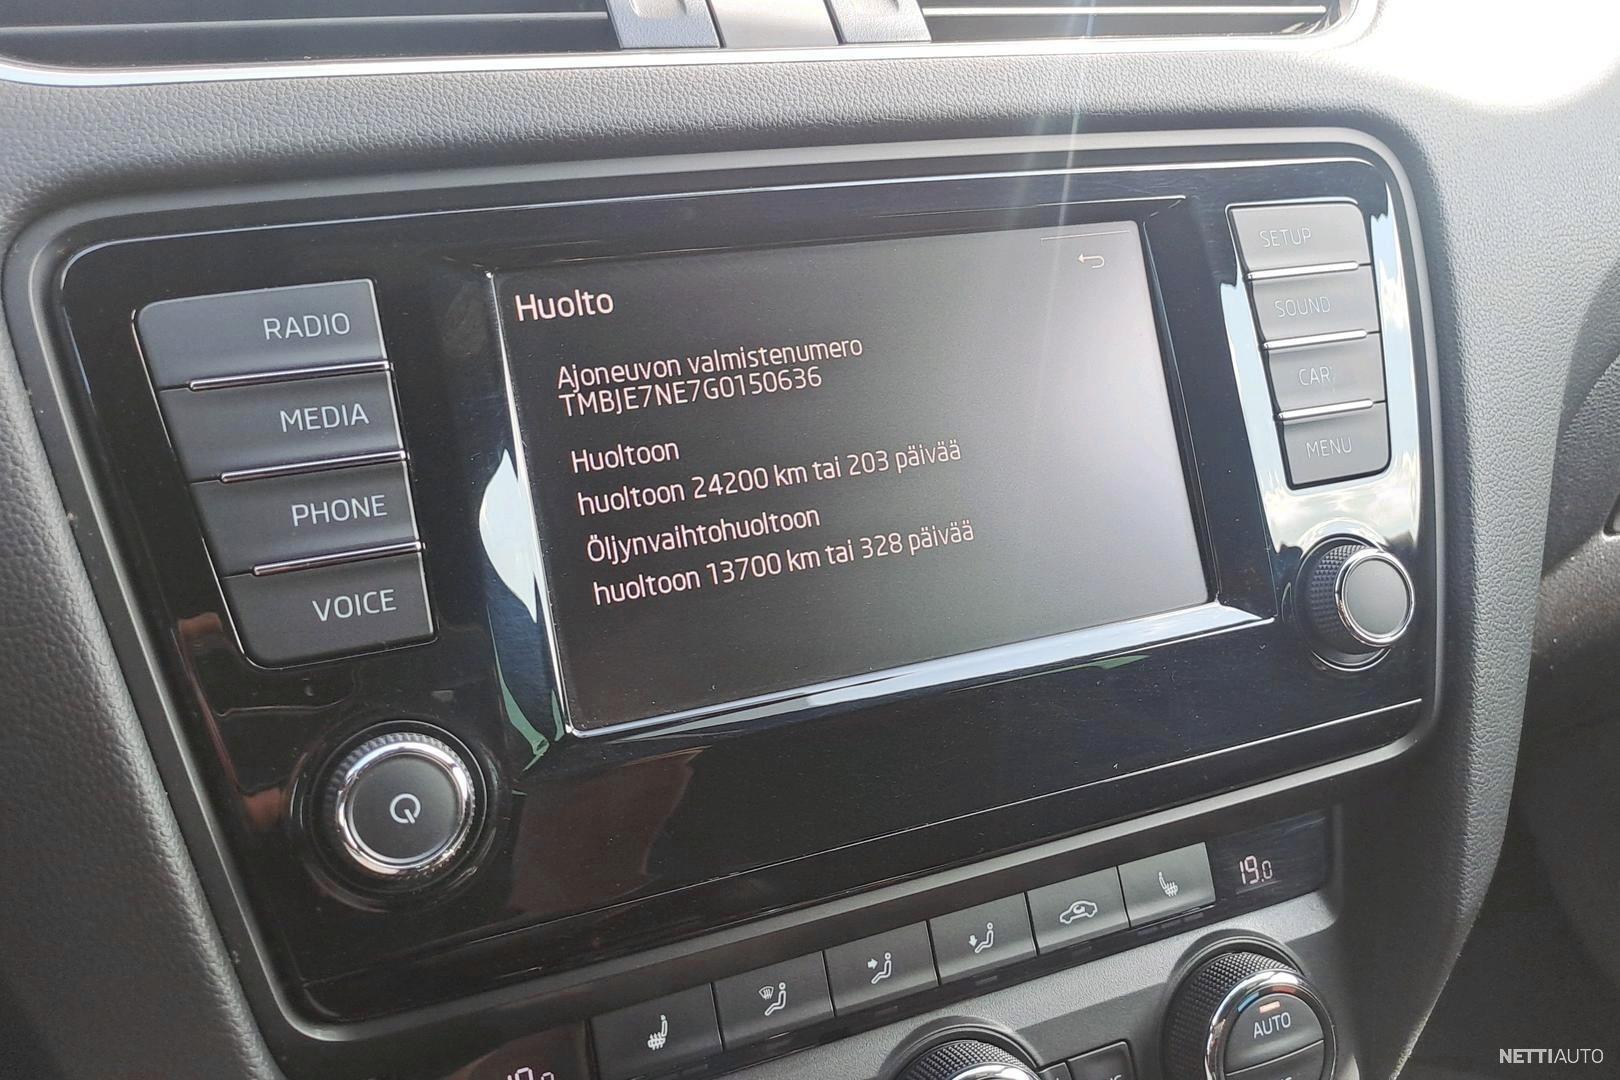 Huolto
Ajoneuvon valmistenumero
TMBJE7NE7G0150636
Huoltoon
huoltoon 24200 km tai 203 päivää
Öljynvaihtohuoltoon
huoltoon 13700 km tai 328 päivää
RADIO
MEDIA
PHONE
VOICE
SETUP
SOUND
CAR
MENU
19.0
AUTO
NETTIAUTO